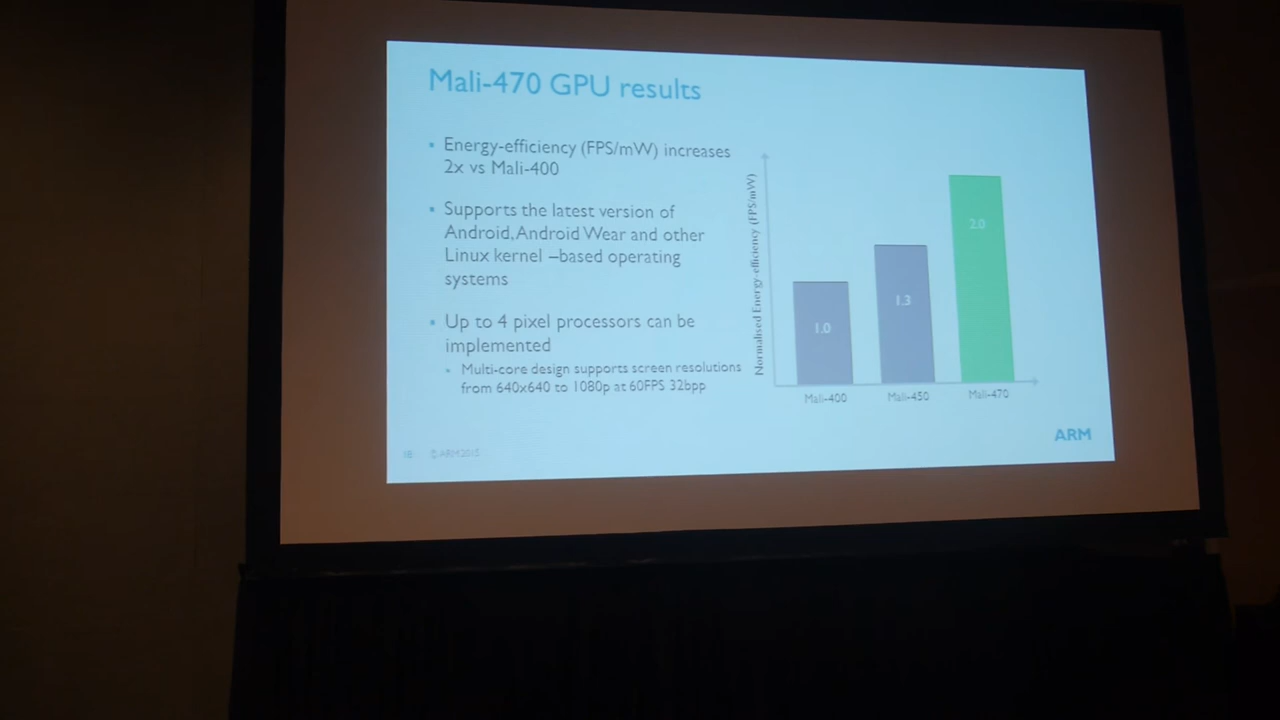 Mali-470 GPU results
Energy-efficiency (FPS/mW) increases
2x vs Mali-400
Supports the latest version of
Android, Android Wear and other
Linux kernel –based operating
systems
Up to 4 pixel processors can be
implemented
Multi-core design supports screen resolutions
from 640x640 to 1080p at 60FPS 32bpp
Normalised Energy-efficiency (FPS/mW)
1.0
1.3
2.0
Mali-400
Mali-450
Mali-470
ARM
©ARM2015